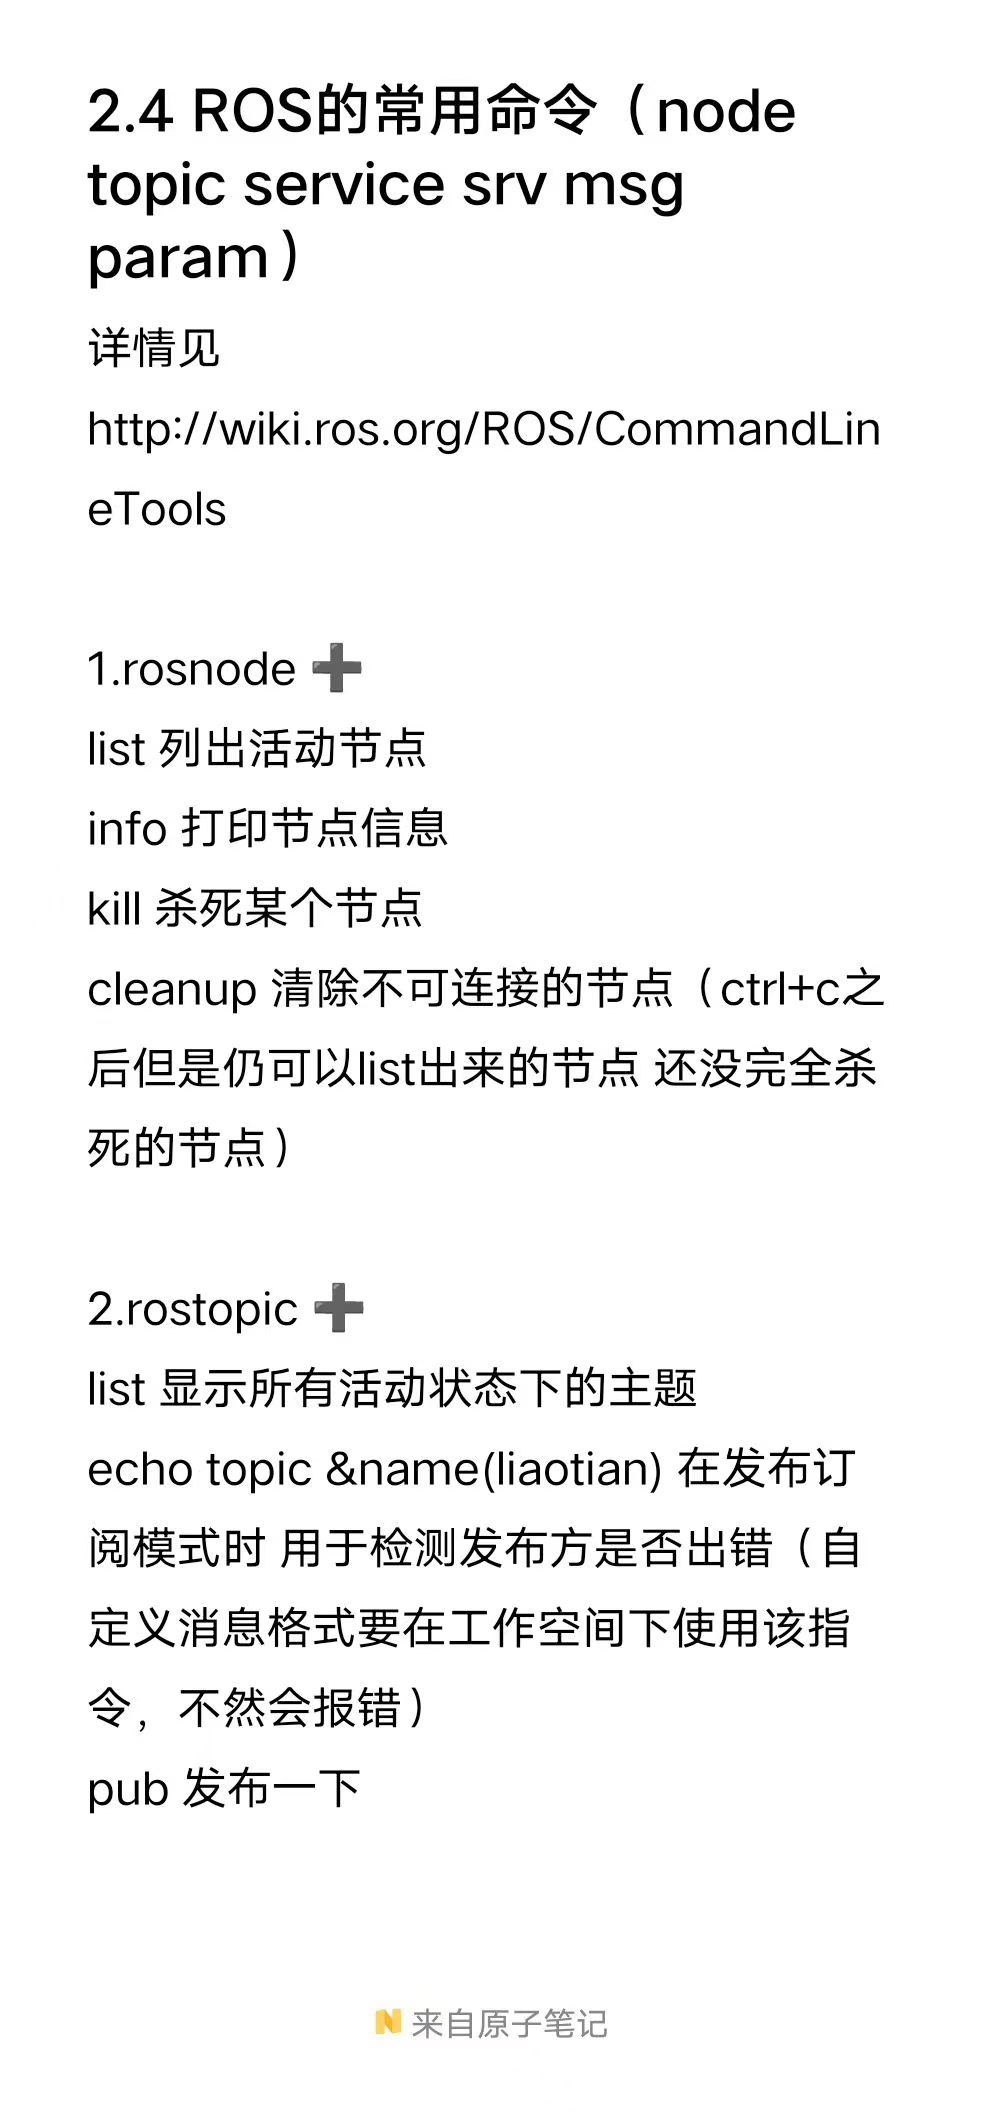 2.4 ROS的常用命令（node
topic service srv msg
param）
详情见
http://wiki.ros.org/ROS/CommandLin
eTools
1.rosnode ➕
list 列出活动节点
info 打印节点信息
kill 杀死某个节点
cleanup 清除不可连接的节点（ctrl+c之
后但是仍可以list出来的节点 还没完全杀
死的节点）
2.rostopic ➕
list 显示所有活动状态下的主题
echo topic &name(liaotian) 在发布订
阅模式时 用于检测发布方是否出错（自
定义消息格式要在工作空间下使用该指
令，不然会报错）
pub 发布一下
来自原子笔记